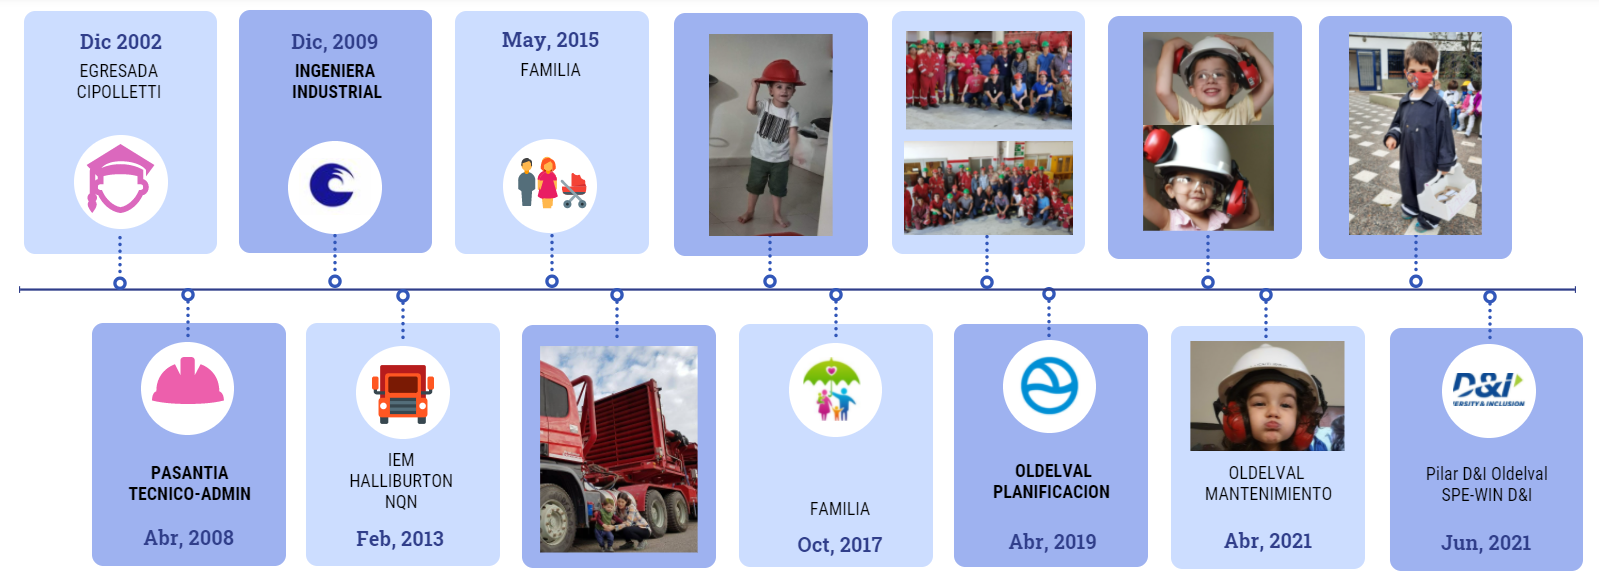 Dic 2002
EGRESADA
CIPOLLETTI
Dic, 2009
INGENIERA
INDUSTRIAL
May, 2015
FAMILIA
PASANTIA
TECNICO-ADMIN
Abr, 2008
IEM
HALLIBURTON
NQN
Feb, 2013
FAMILIA
Oct, 2017
OLDELVAL
PLANIFICACION
Abr, 2019
OLDELVAL
MANTENIMIENTO
Abr, 2021
D&I
ERSITY & INCLUSION
Pilar D&I Oldelval
SPE-WIN D&I
Jun, 2021